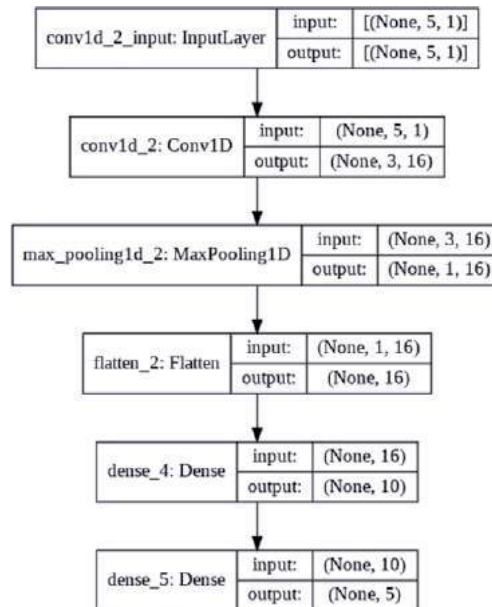 conv1d_2_input: InputLayer
input: [(None, 5, 1)]
output: [(None, 5, 1)]
conv1d_2: Conv1D
input: (None, 5, 1)
output: (None, 3, 16)
max_pooling1d_2: MaxPooling1D
input: (None, 3, 16)
output: (None, 1, 16)
flatten_2: Flatten
input: (None, 1, 16)
output: (None, 16)
dense_4: Dense
input: (None, 16)
output: (None, 10)
dense_5: Dense
input: (None, 10)
output: (None, 5)